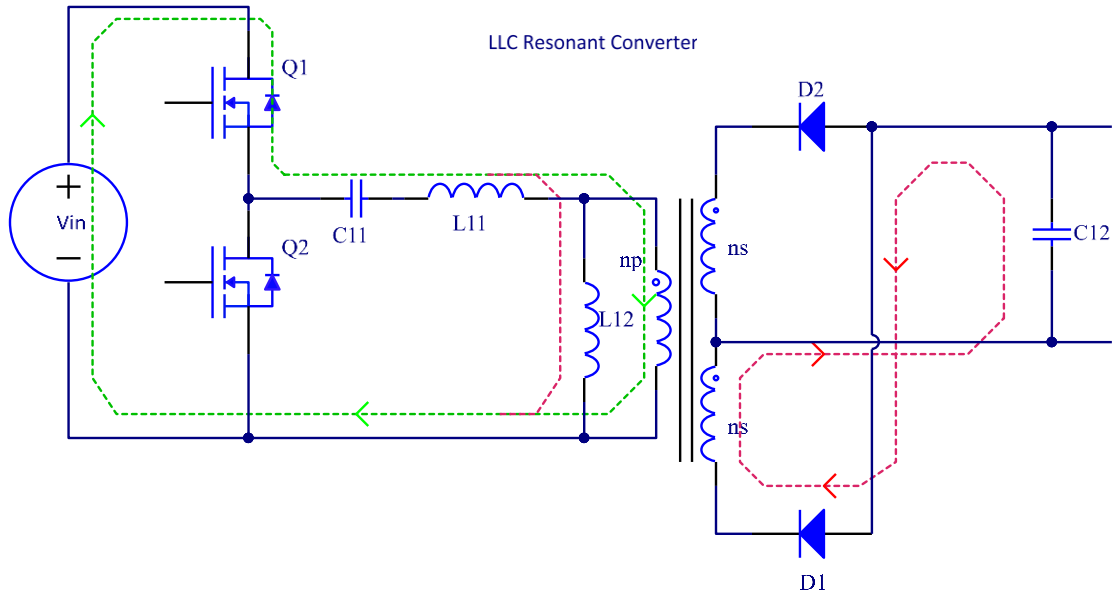 LLC Resonant Converter
Q1
D2
+
Vin
−
C11
L11
Q2
np
ns
C12
L12
ns
D1